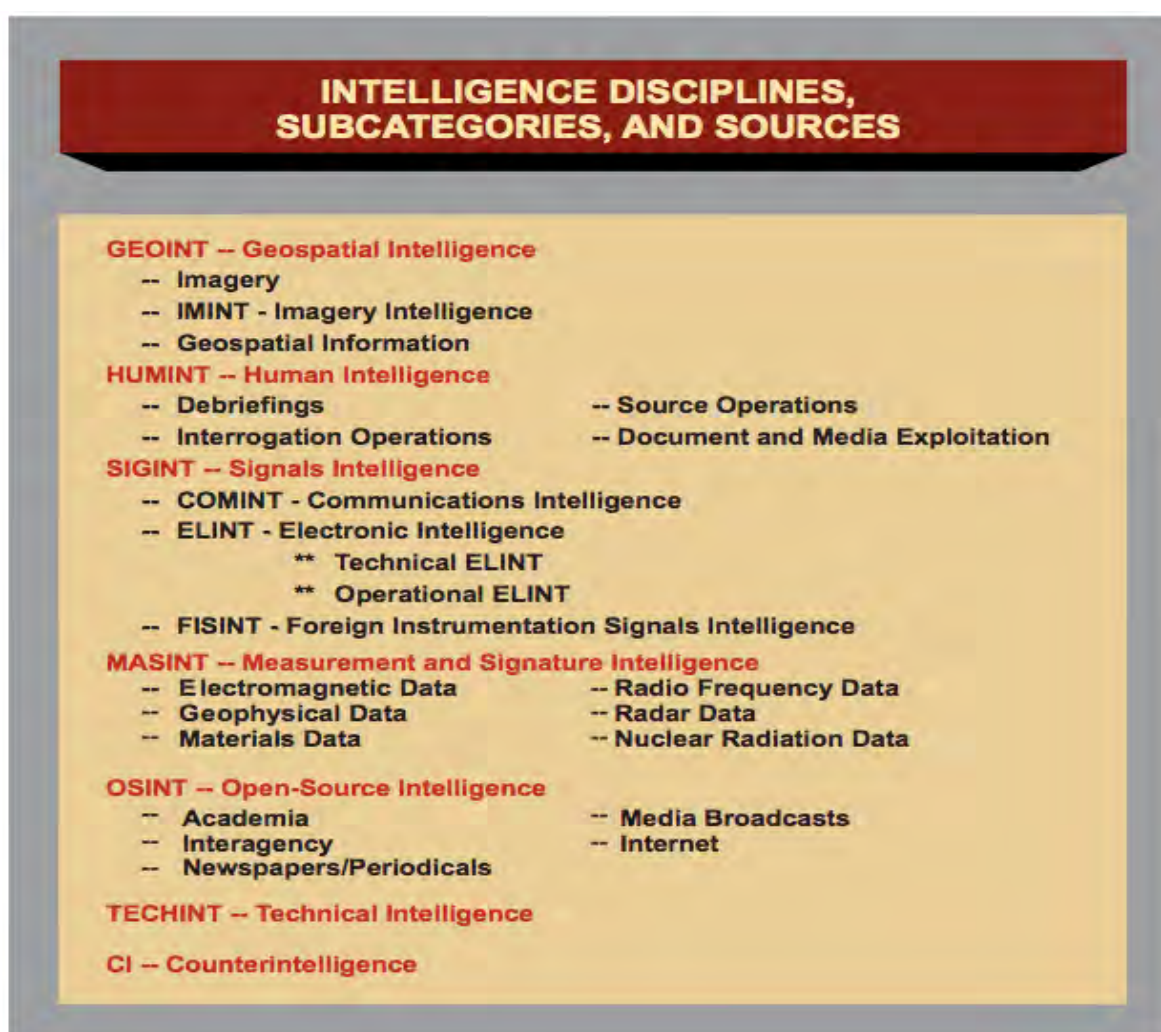 INTELLIGENCE DISCIPLINES,
SUBCATEGORIES, AND SOURCES
GEOINT -- Geospatial Intelligence
-- Imagery
-- IMINT - Imagery Intelligence
-- Geospatial Information
HUMINT -- Human Intelligence
-- Debriefings -- Source Operations
-- Interrogation Operations -- Document and Media Exploitation
SIGINT -- Signals Intelligence
-- COMINT - Communications Intelligence
-- ELINT - Electronic Intelligence
** Technical ELINT
** Operational ELINT
-- FISINT - Foreign Instrumentation Signals Intelligence
MASINT -- Measurement and Signature Intelligence
-- Electromagnetic Data -- Radio Frequency Data
-- Geophysical Data -- Radar Data
-- Materials Data -- Nuclear Radiation Data
OSINT -- Open-Source Intelligence
-- Academia -- Media Broadcasts
-- Interagency -- Internet
-- Newspapers/Periodicals
TECHINT -- Technical Intelligence
CI -- Counterintelligence